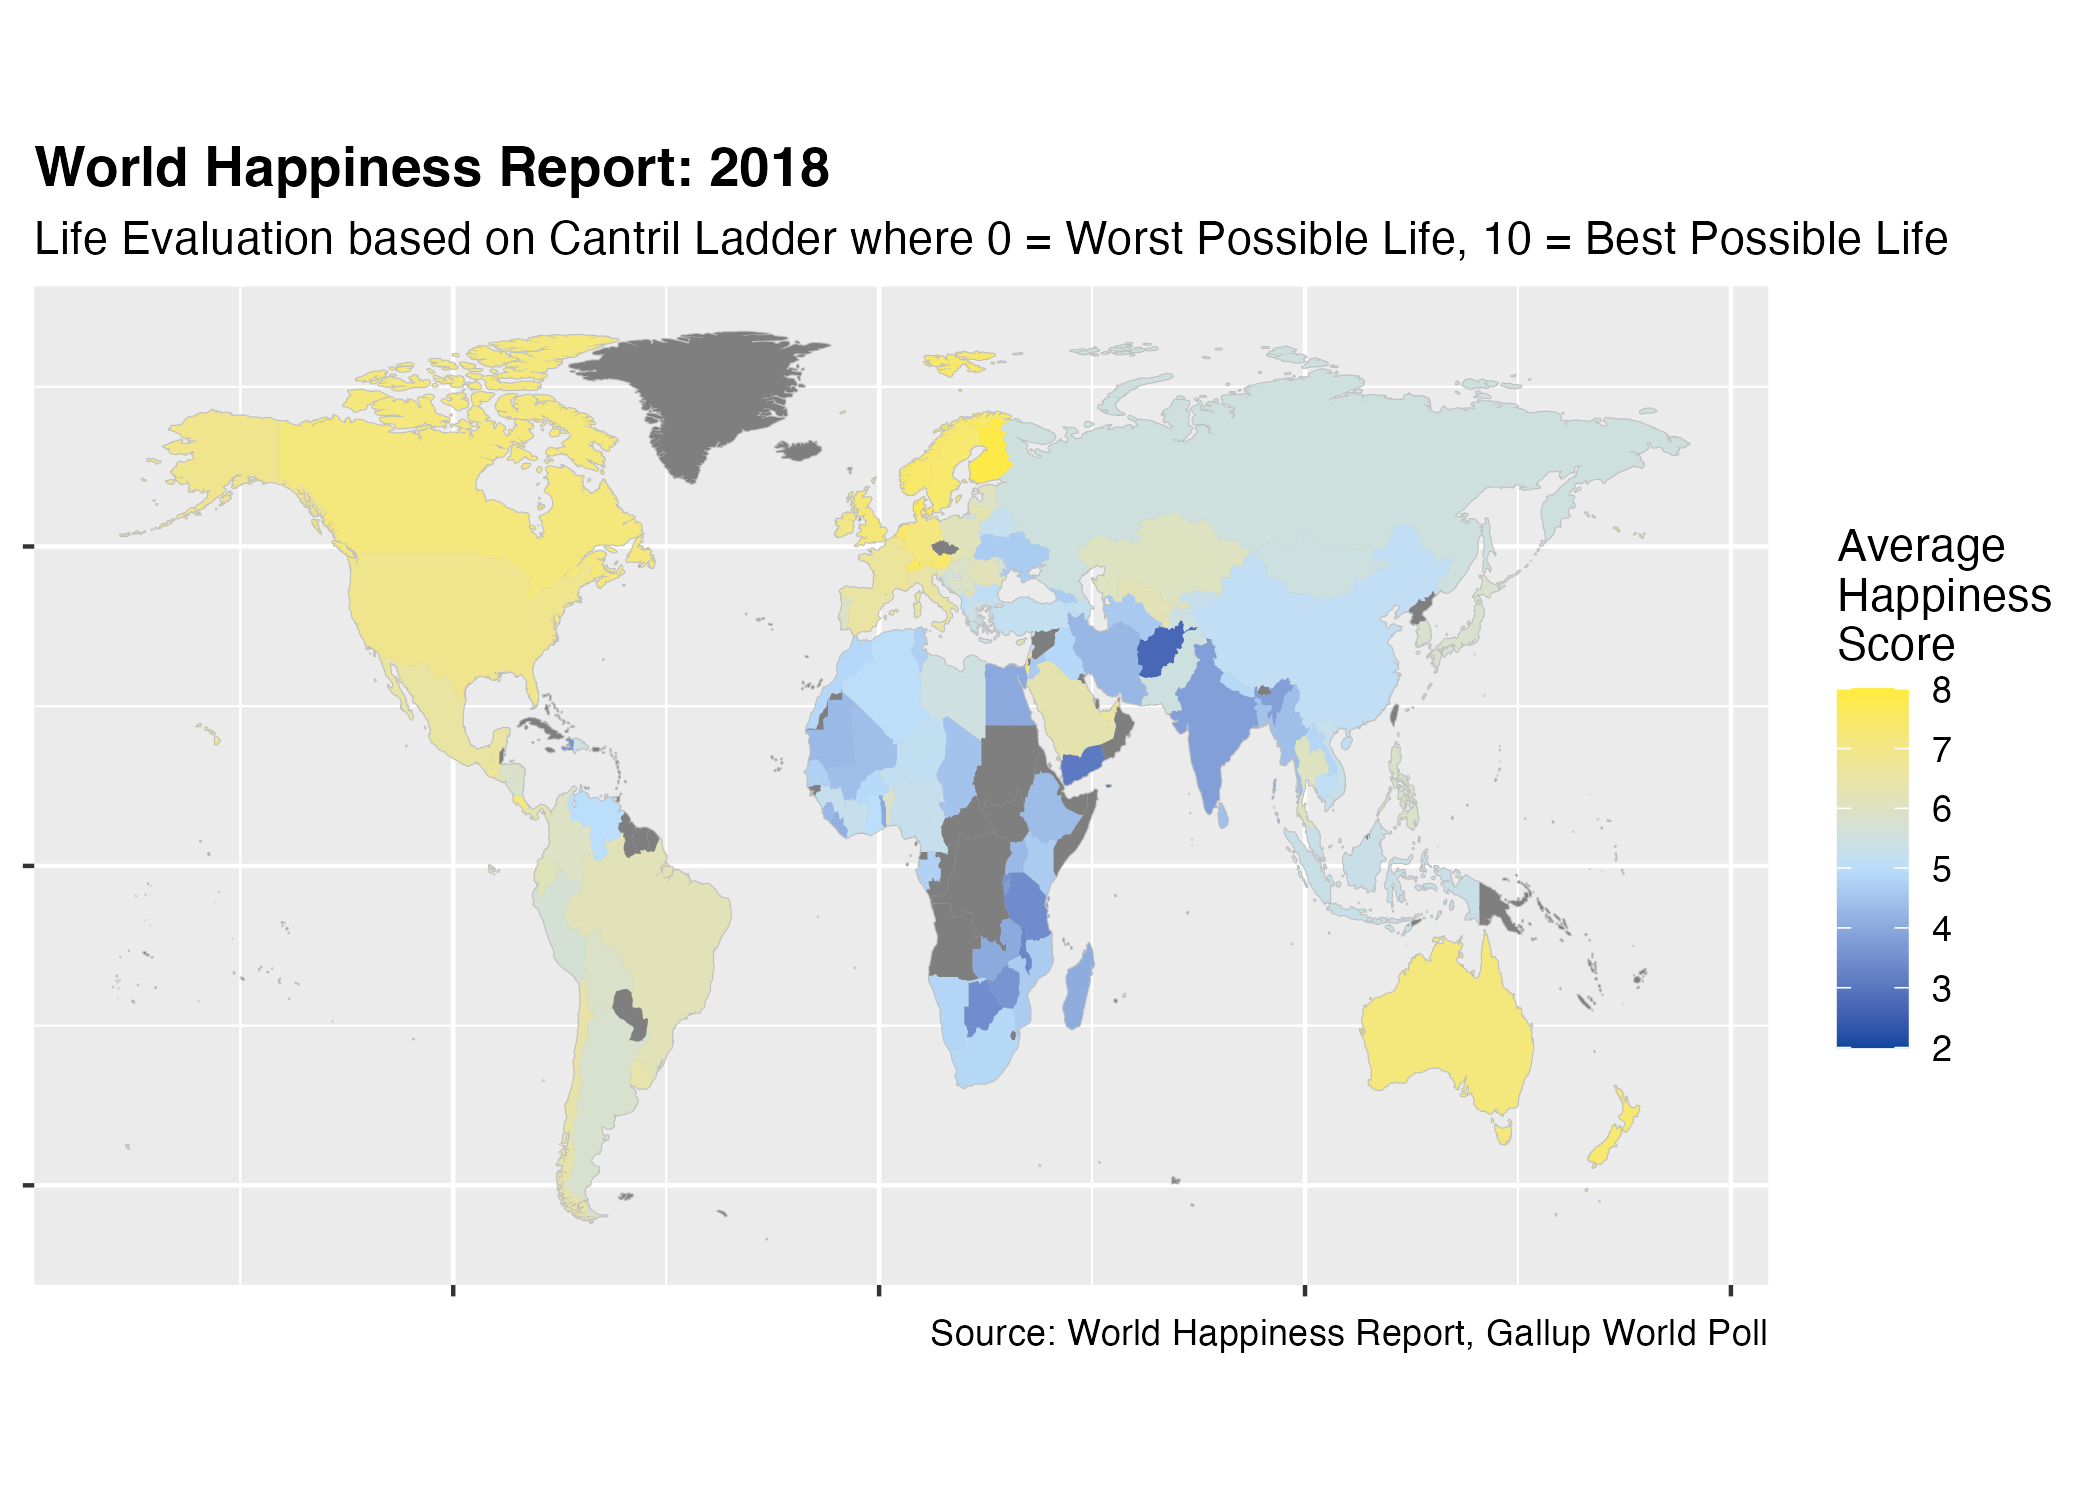 World Happiness Report: 2018
Life Evaluation based on Cantril Ladder where 0 = Worst Possible Life, 10 = Best Possible Life
Average
Happiness
Score
8
7
6
5
4
3
2
Source: World Happiness Report, Gallup World Poll